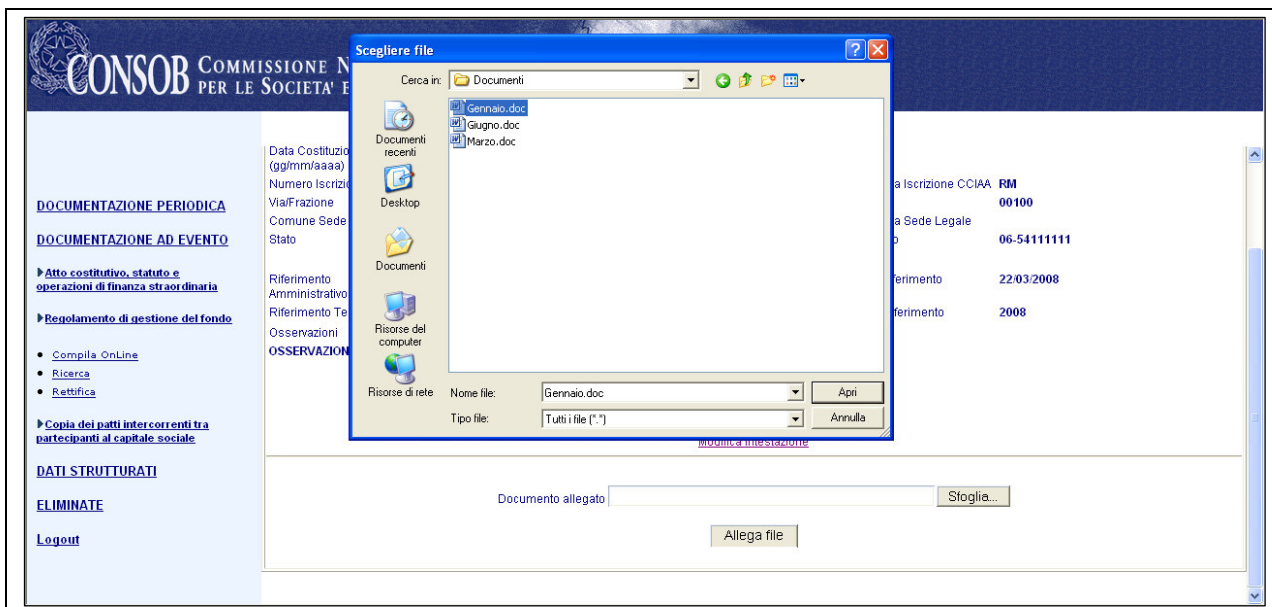 CONSOB COMMISSIONE N
PER LE SOCIETA' E
Scegliere file
Cerca in: Documenti
Gennaio.doc
Giugno.doc
Marzo.doc
Documenti
recenti
Desktop
Documenti
Risorse del
computer
Risorse di rete
Nome file: Gennaio.doc Apri
Tipo file: Tutti i file (".") Annulla
DOCUMENTAZIONE PERIODICA
DOCUMENTAZIONE AD EVENTO
Atto costitutivo, statuto e
operazioni di finanza straordinaria
Regolamento di gestione del fondo
Compila OnLine
Ricerca
Rettifica
Copia dei patti intercorrenti tra
partecipanti al capitale sociale
DATI STRUTTURATI
ELIMINATE
Logout
Data Costituzio
(gg/mm/aaaa)
Numero Iscrizio a Iscrizione CCIAA RM
Via/Frazione 00100
Comune Sede a Sede Legale
Stato 06-54111111
Riferimento erimento 22/03/2008
Amministrativo
Riferimento Te ferimento 2008
Osservazioni
OSSERVAZION
Modifica intestazione
Documento allegato Sfoglia...
Allega file